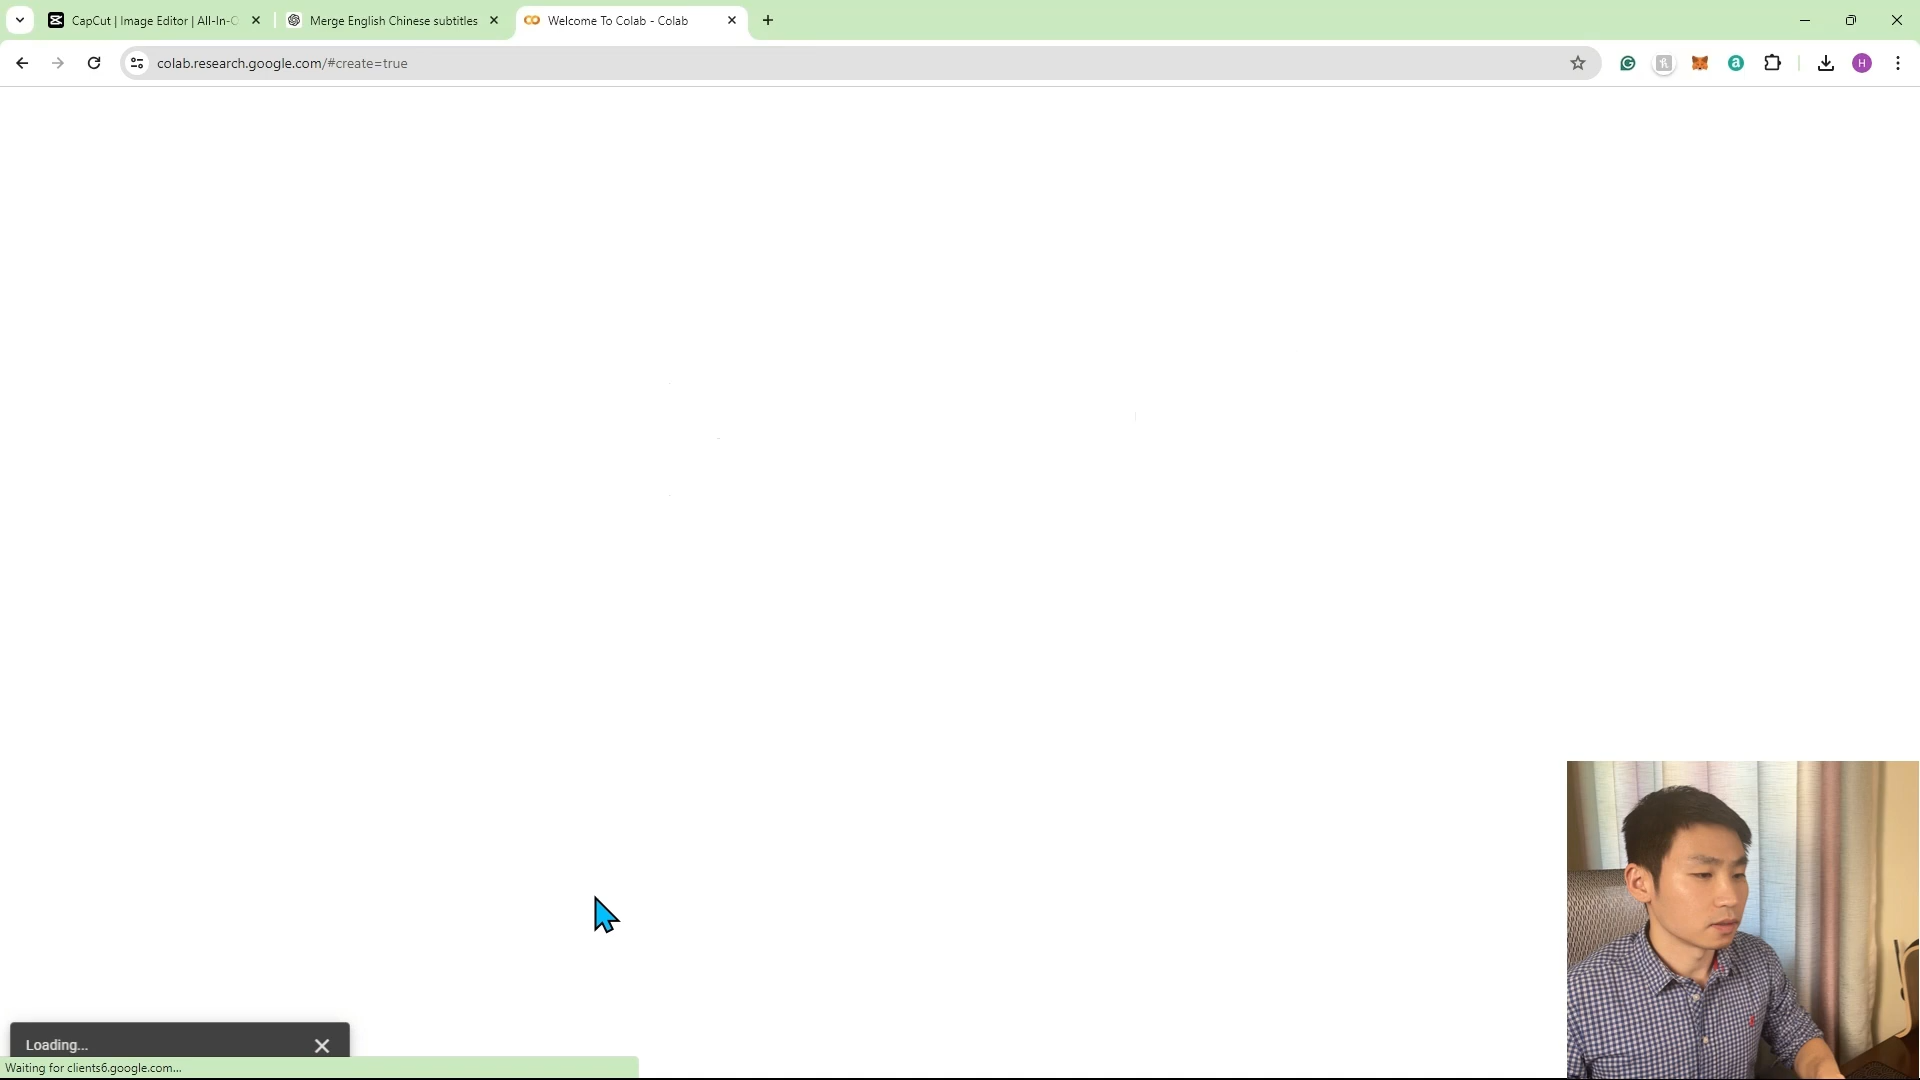 CapCut | Image Editor | All-In-
Merge English Chinese subtitles
Welcome To Colab - Colab
colab.research.google.com/#create=true
H
Loading...
Waiting for clients6.google.com...